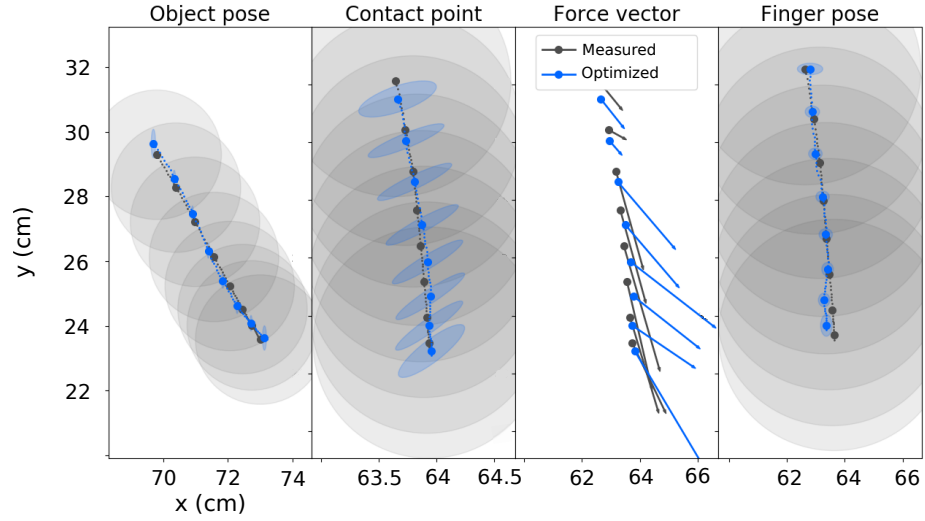 Object pose
Contact point
Force vector
Finger pose
Measured
Optimized
32
30
28
26
24
22
y (cm)
70 72 74
63.5 64 64.5
62 64 66
62 64 66
x (cm)